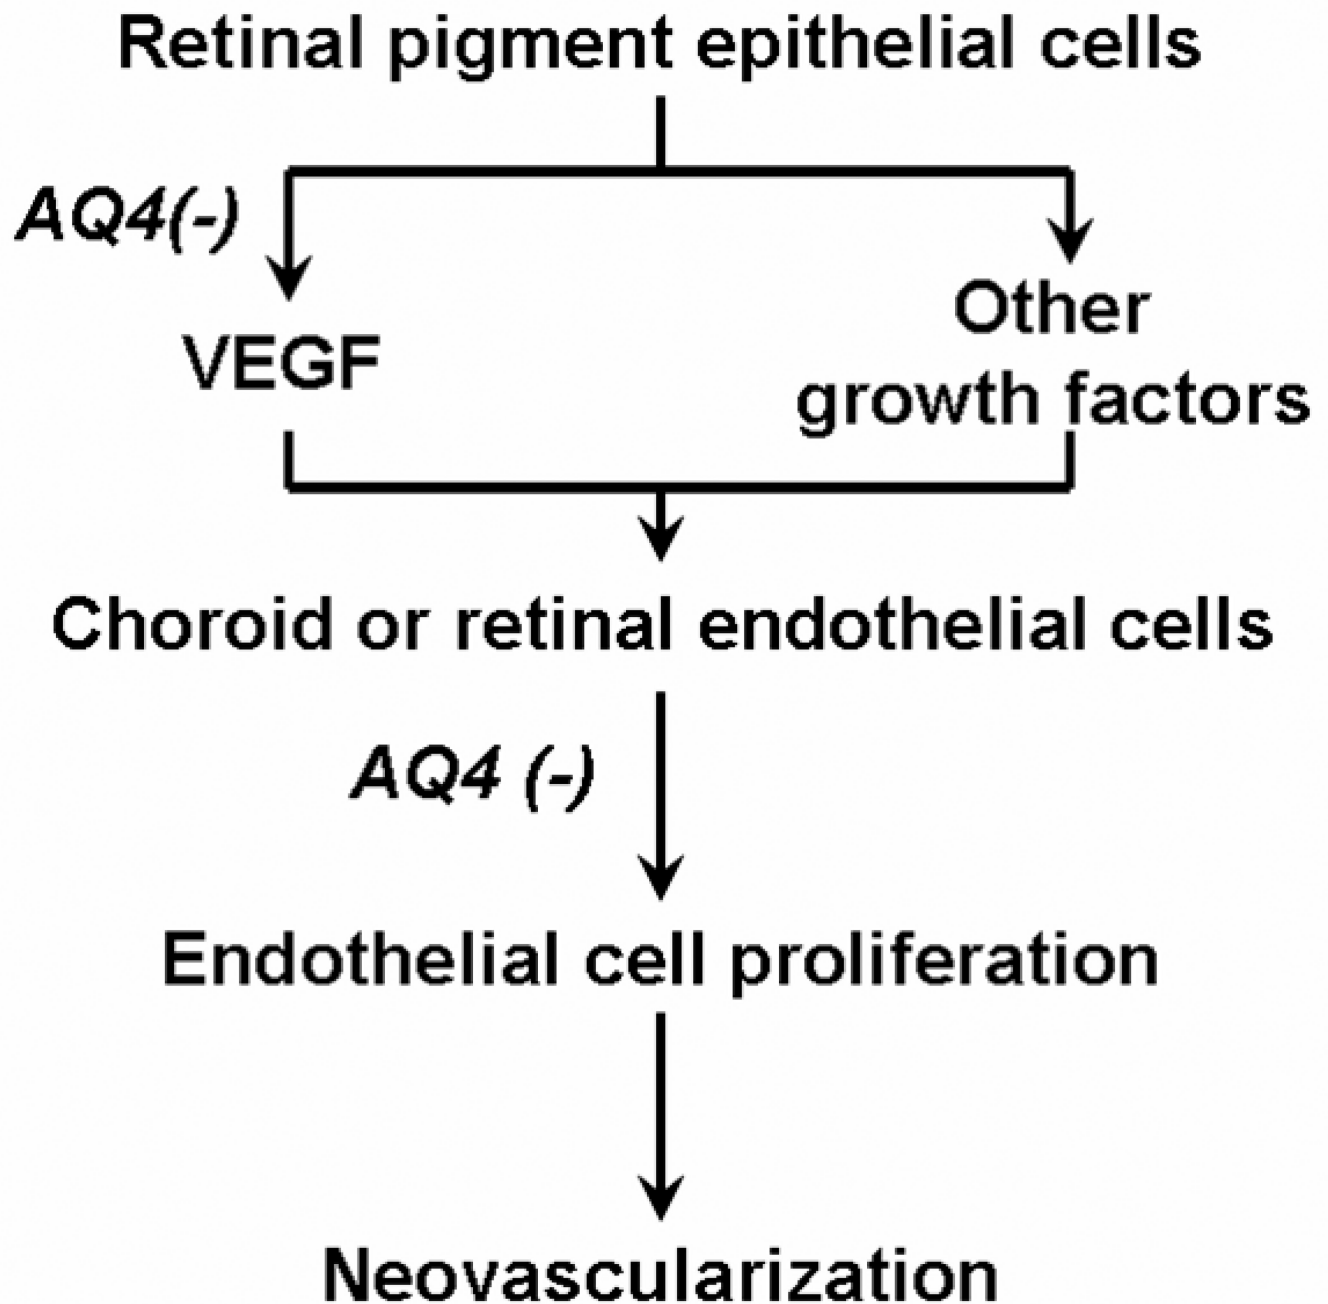 Retinal pigment epithelial cells
AQ4(-)
VEGF
Other
growth factors
Choroid or retinal endothelial cells
AQ4 (-)
Endothelial cell proliferation
Neovascularization